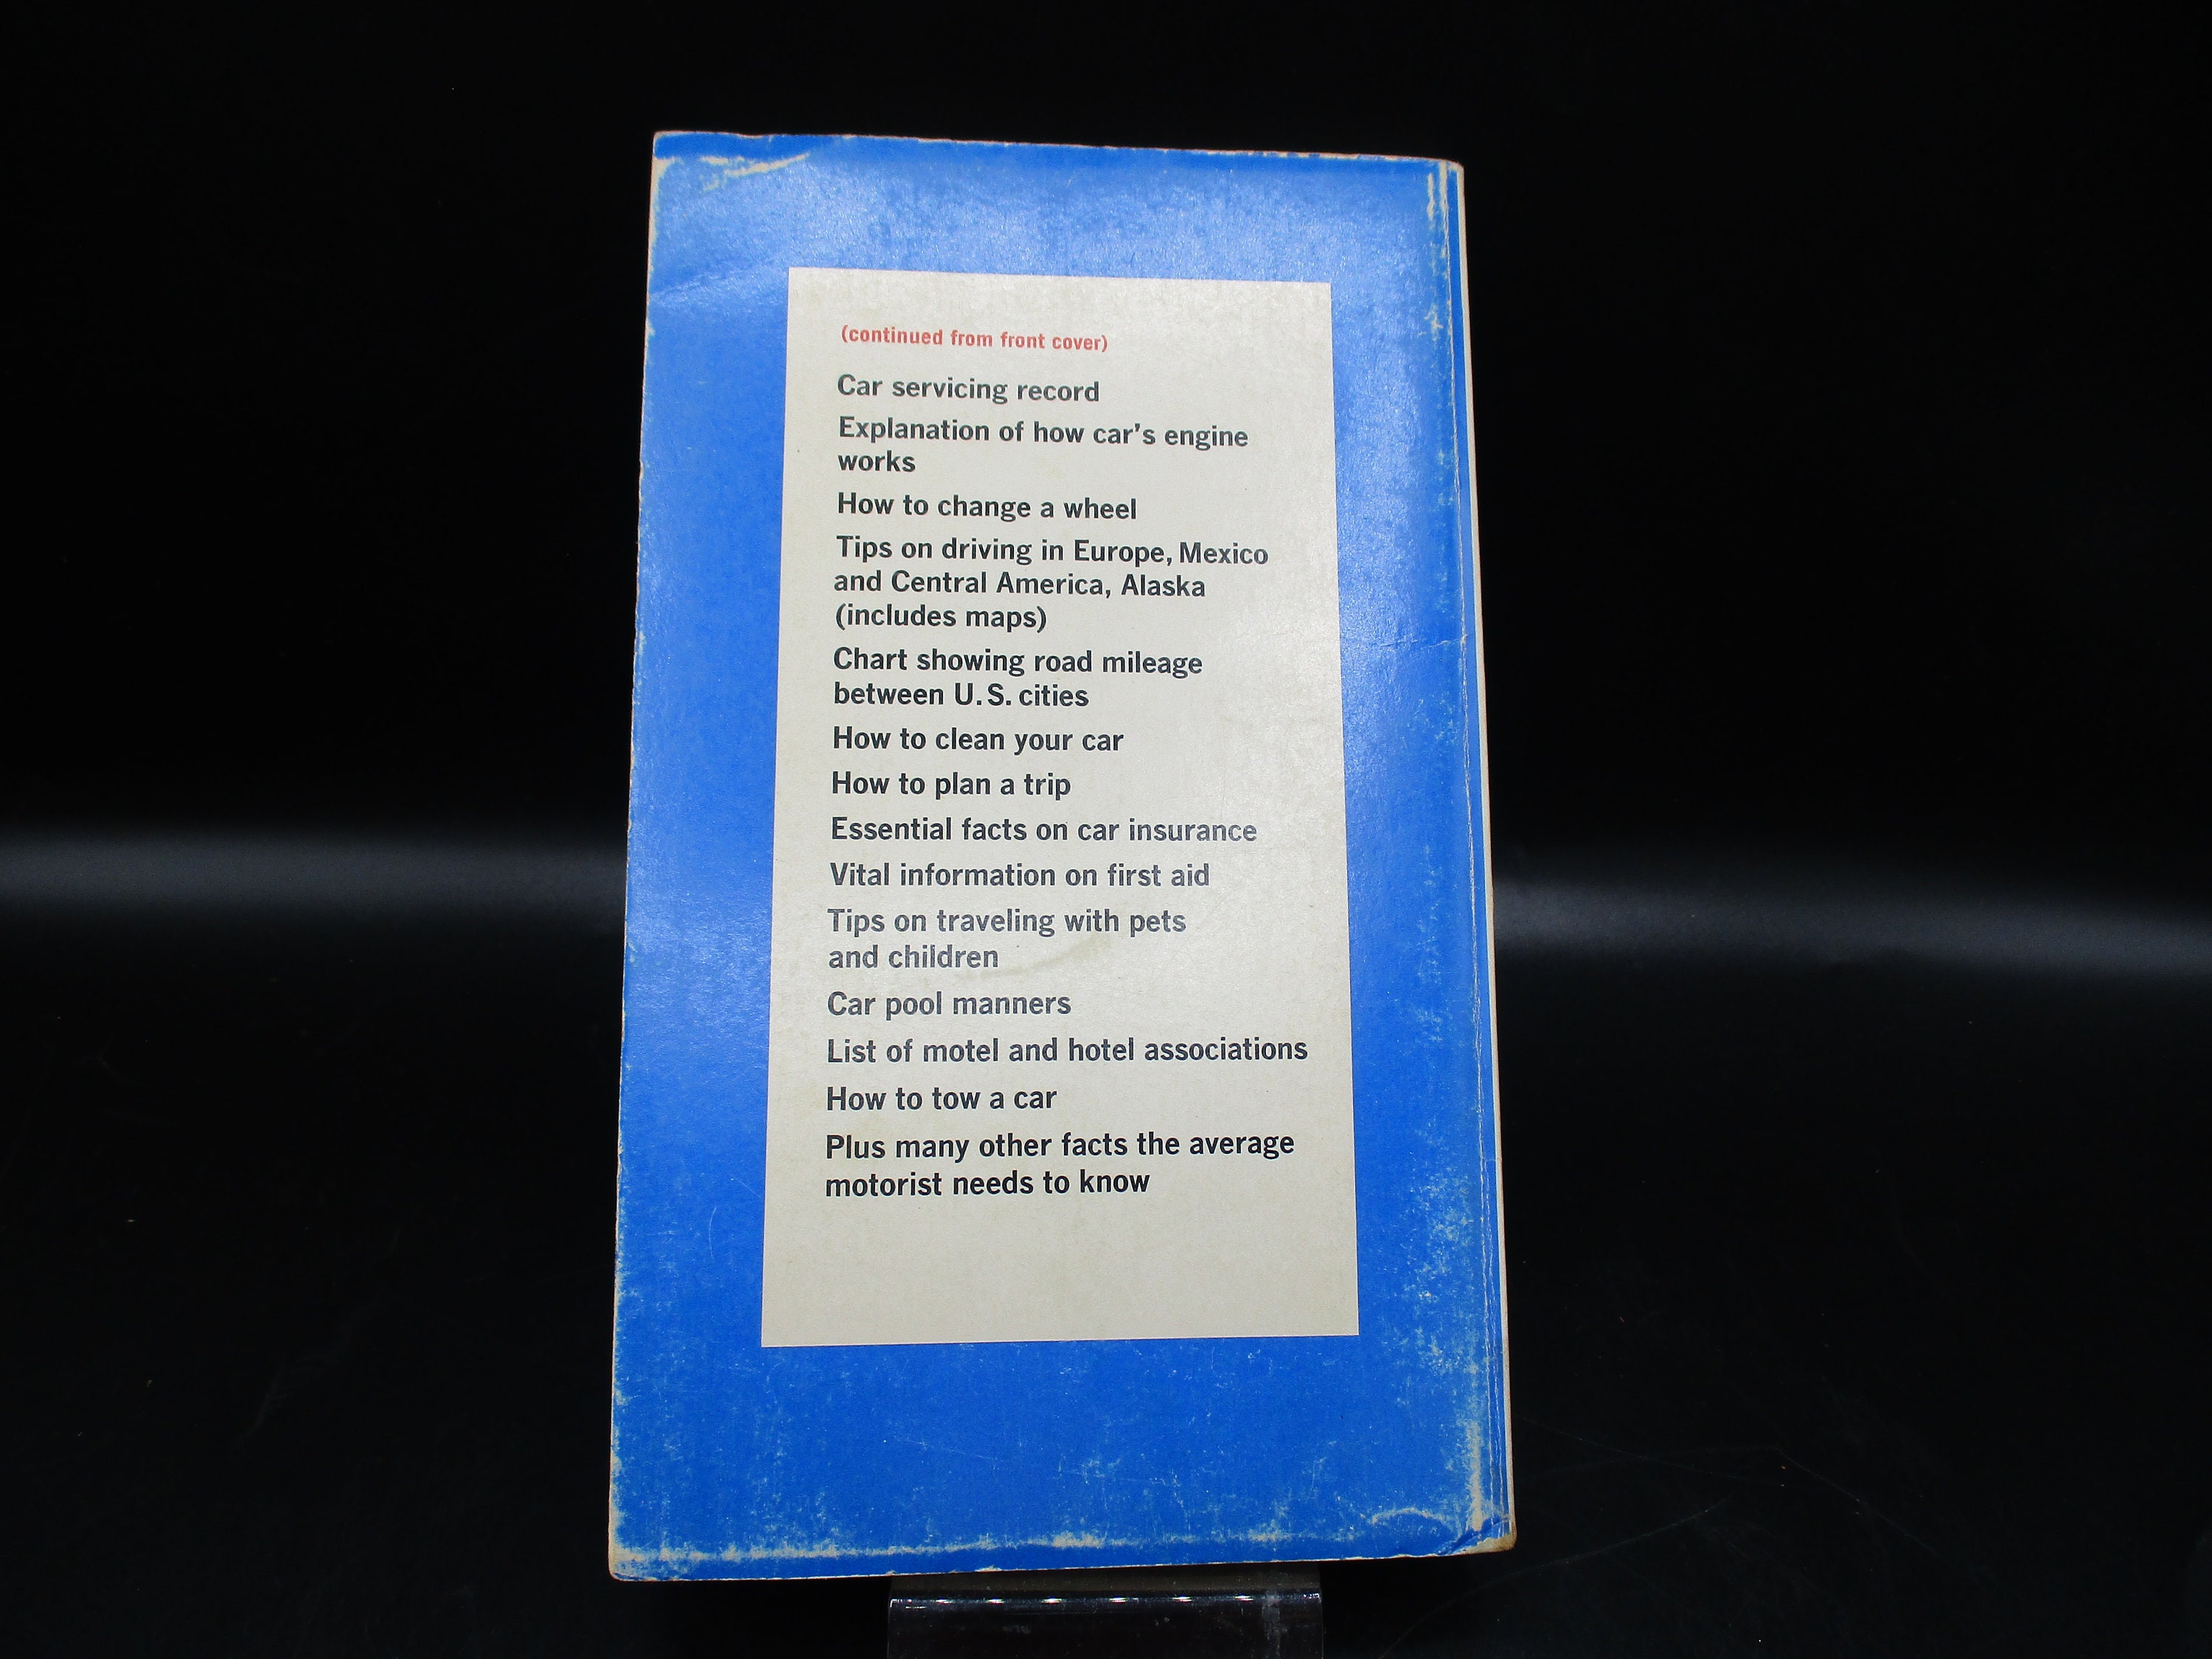 (continued from front cover)
Car servicing record
Explanation of how car's engine
works
How to change a wheel
Tips on driving in Europe, Mexico
and Central America, Alaska
(includes maps)
Chart showing road mileage
between U.S. cities
How to clean your car
How to plan a trip
Essential facts on car insurance
Vital information on first aid
Tips on traveling with pets
and children
Car pool manners
List of motel and hotel associations
How to tow a car
Plus many other facts the average
motorist needs to know